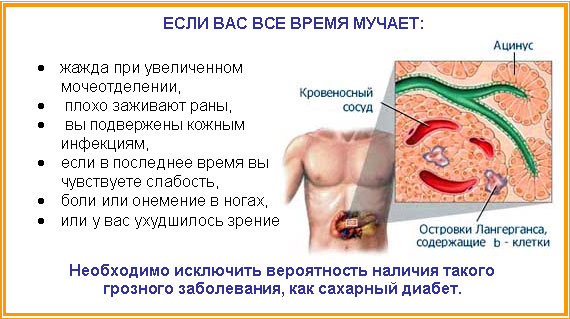 ЕСЛИ ВАС ВСЕ ВРЕМЯ МУЧАЕТ:
• жажда при увеличенном
мочеотделении,
• плохо заживают раны,
• вы подвержены кожным
инфекциям,
• если в последнее время вы
чувствуете слабость,
• боли или онемение в ногах,
• или у вас ухудшилось зрение
Ацинус
Кровеносный
сосуд
Островки Лангерганса,
содержащие b - клетки
Необходимо исключить вероятность наличия такого
грозного заболевания, как сахарный диабет.